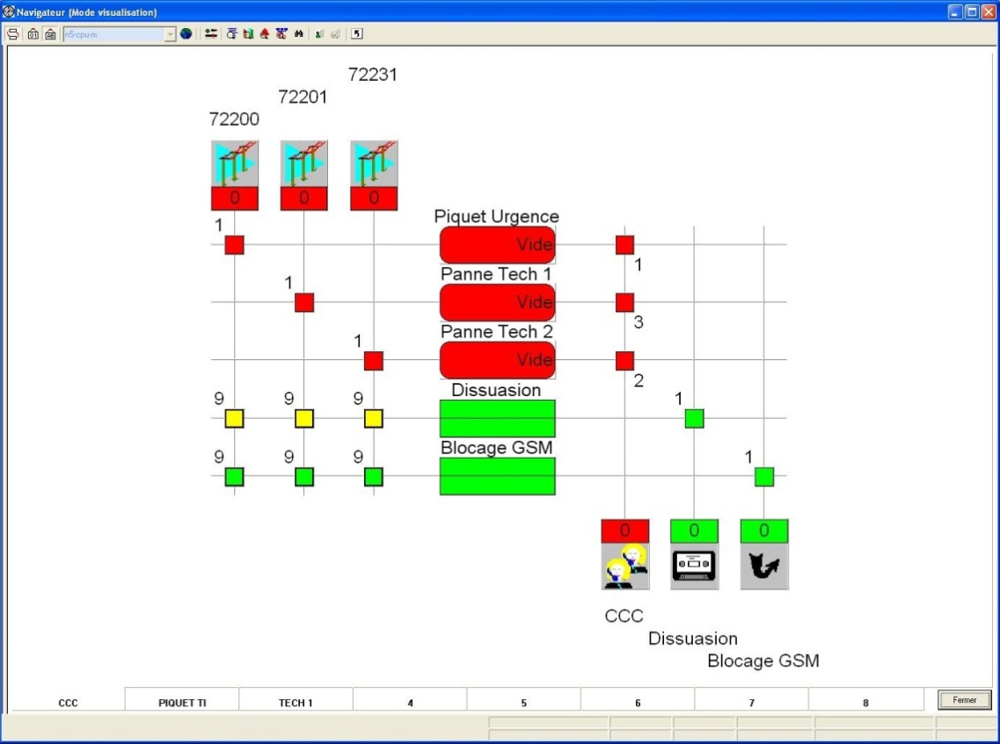 Navigateur (Mode visualisation)
n5-cpu-m
72231
72201
72200
0 0 0
Piquet Urgence
1 Vide 1
Panne Tech 1
1 Vide 3
Panne Tech 2
1 Vide 2
Dissuasion
9 9 9 1
Blocage GSM
9 9 9 1
0 0 0
CCC
Dissuasion
Blocage GSM
CCC PIQUET TI TECH 1 4 5 6 7 8 Fermer